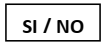 SI / NO